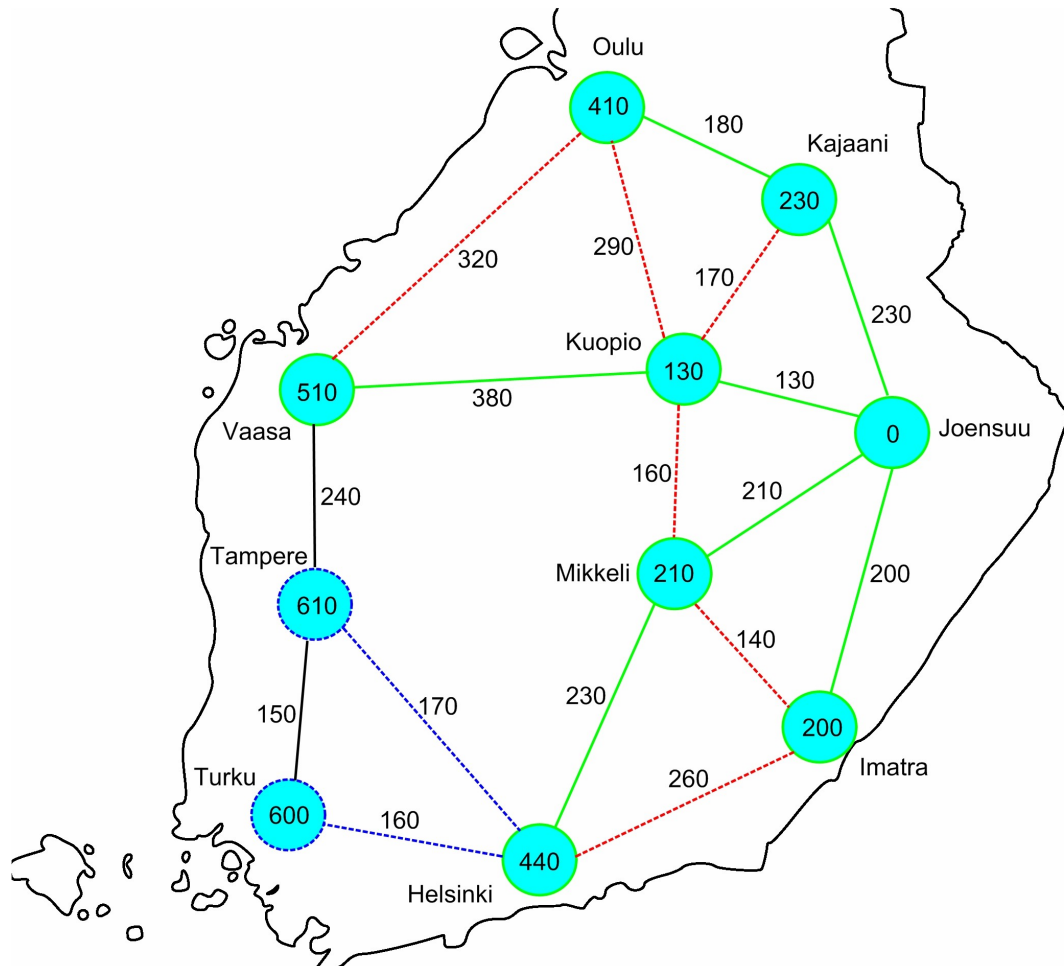 Oulu
410
180
Kajaani
230
320
290
170
230
Kuopio
130
130
510
380
Vaasa
0
Joensuu
240
160
210
Tampere
Mikkeli
210
200
610
140
230
170
150
200
Imatra
Turku
260
600
160
440
Helsinki